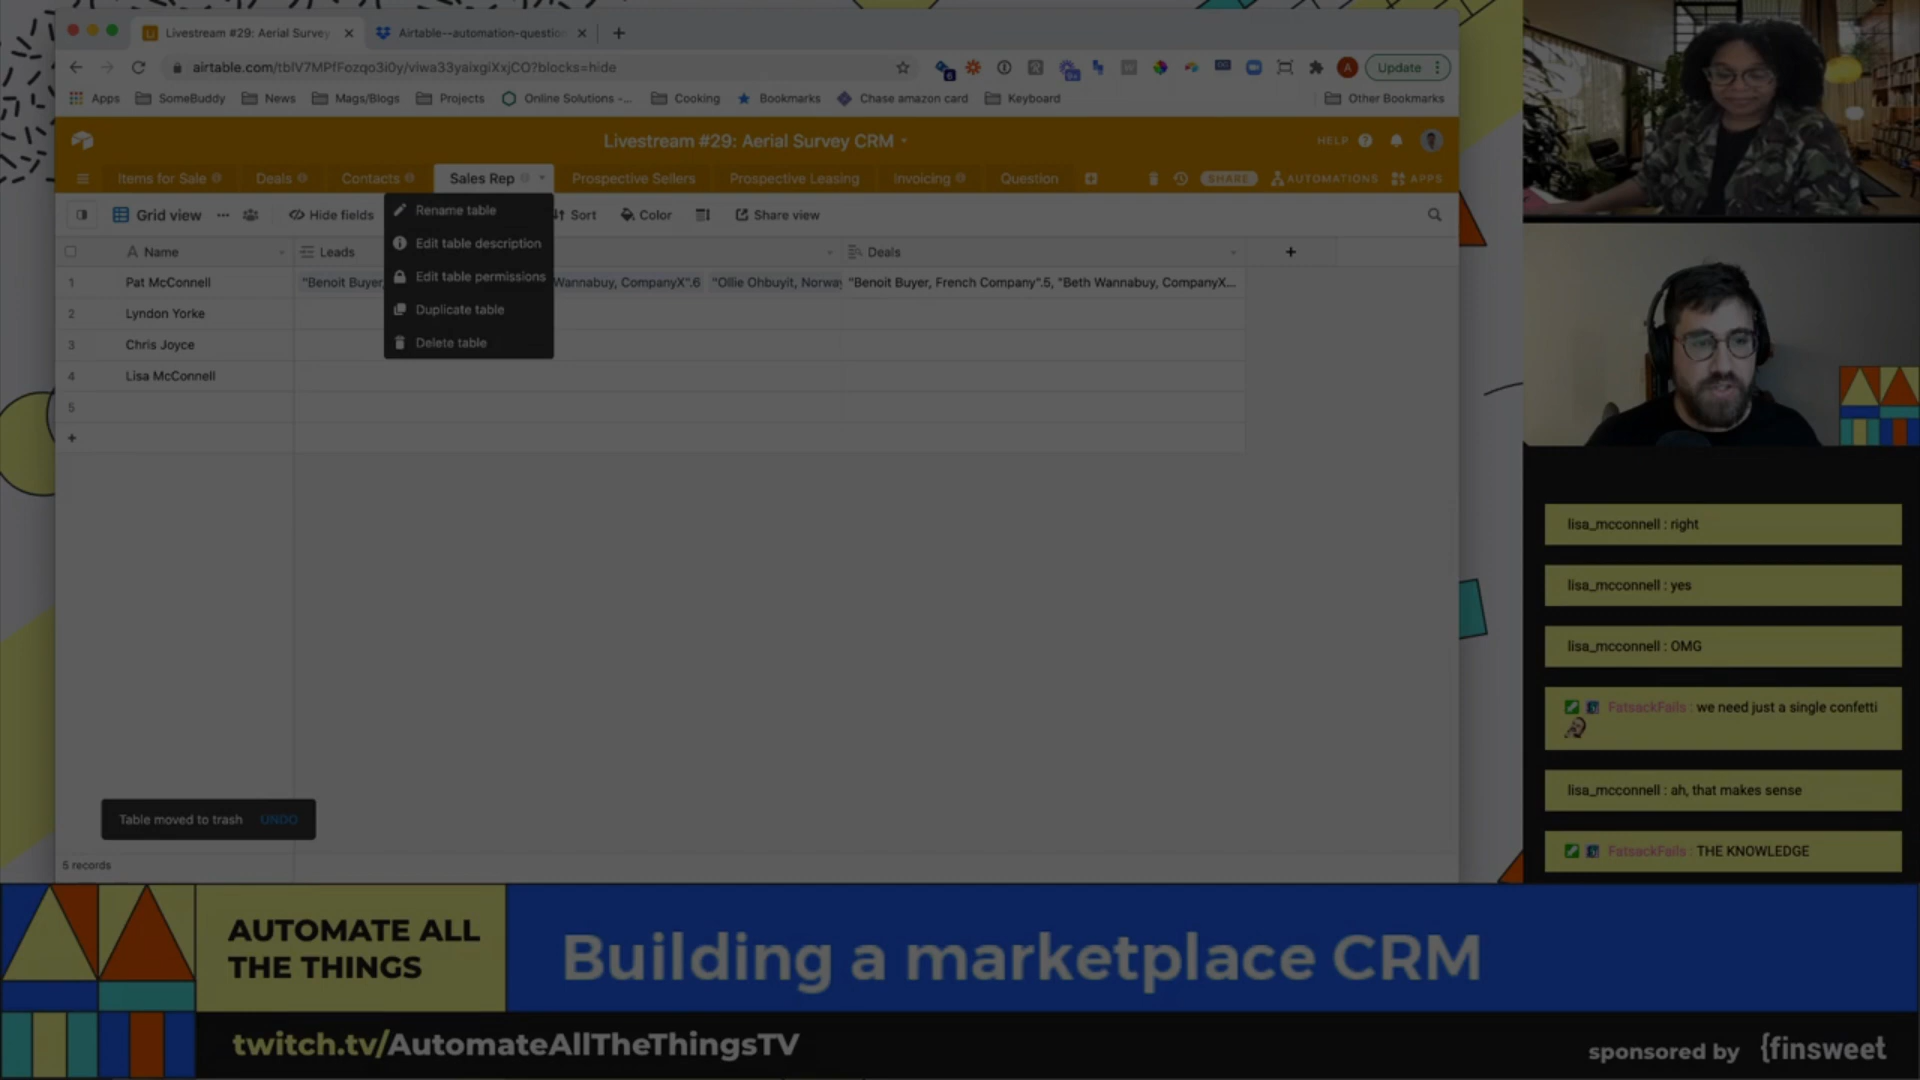 Livestream #29: Aerial Survey
Airtable--automation-question
airtable.com/tblV7MPfFozqo3i0y/viwa33yaixgiXxjCO?blocks=hide
Update
Apps
SomeBuddy
News
Mags/Blogs
Projects
Online Solutions -...
Cooking
Bookmarks
Chase amazon card
Keyboard
Other Bookmarks
Livestream #29: Aerial Survey CRM
HELP
Items for Sale
Deals
Contacts
Sales Rep
Prospective Sellers
Prospective Leasing
Invoicing
Question
SHARE
AUTOMATIONS
APPS
Grid view
Hide fields
Sort
Color
Share view
Rename table
Edit table description
Edit table permissions
Duplicate table
Delete table
Name
Leads
Deals
1 Pat McConnell "Benoit Buyer, Wannabuy, CompanyX".6 "Ollie Ohbuyit, Norway "Benoit Buyer, French Company".5, "Beth Wannabuy, CompanyX...
2 Lyndon Yorke
3 Chris Joyce
4 Lisa McConnell
5
Table moved to trash UNDO
5 records
lisa_mcconnell : right
lisa_mcconnell : yes
lisa_mcconnell : OMG
FatsackFails : we need just a single confetti
lisa_mcconnell : ah, that makes sense
FatsackFails : THE KNOWLEDGE
AUTOMATE ALL
THE THINGS
Building a marketplace CRM
twitch.tv/AutomateAllTheThingsTV
sponsored by {finsweet